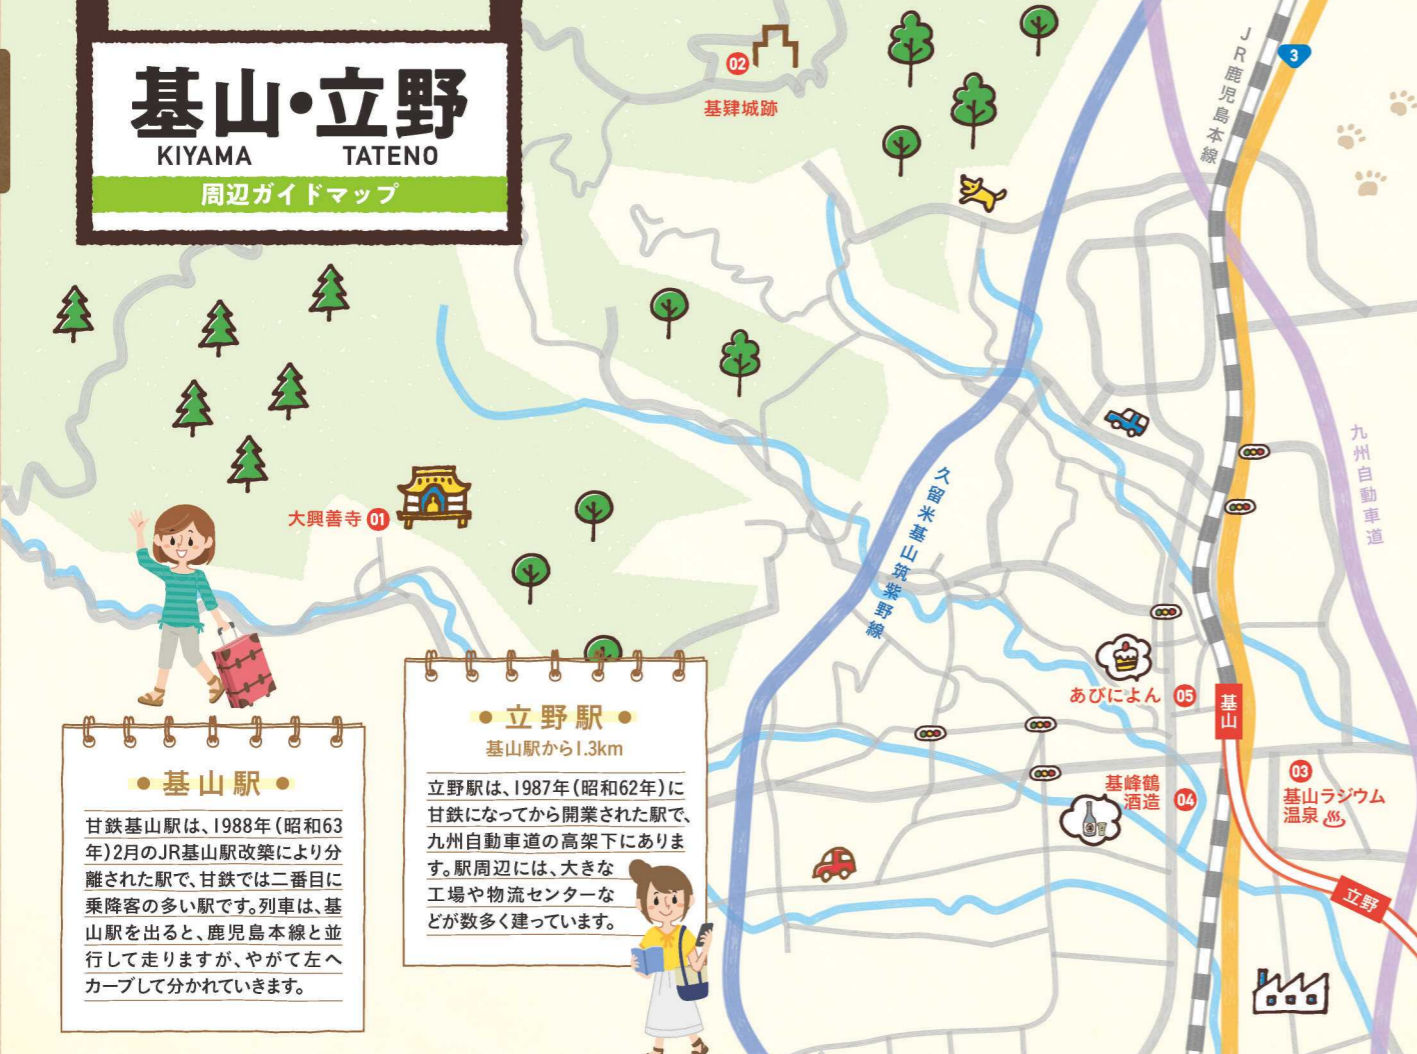 基山・立野
KIYAMA TATENO
周辺ガイドマップ
02
基肄城跡
JR鹿児島本線
3
九州自動車道
久留米基山筑紫野線
大興善寺 01
あびによん 05
基山
基峰鶴
酒造 04
03
基山ラジウム
温泉
立野
立野駅
基山駅から1.3km
立野駅は、1987年(昭和62年)に
甘鉄になってから開業された駅で、
九州自動車道の高架下にありま
す。駅周辺には、大きな
工場や物流センターな
どが数多く建っています。
基山駅
甘鉄基山駅は、1988年(昭和63
年)2月のJR基山駅改築により分
離された駅で、甘鉄では二番目に
乗降客の多い駅です。列車は、基
山駅を出ると、鹿児島本線と並
行して走りますが、やがて左へ
カーブして分かれていきます。